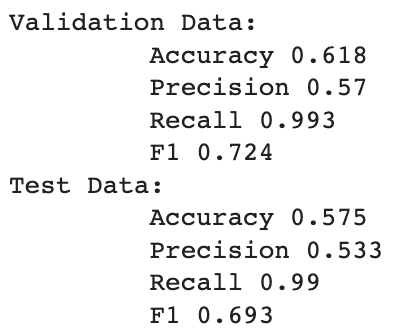 Validation Data:
Accuracy 0.618
Precision 0.57
Recall 0.993
F1 0.724
Test Data:
Accuracy 0.575
Precision 0.533
Recall 0.99
F1 0.693